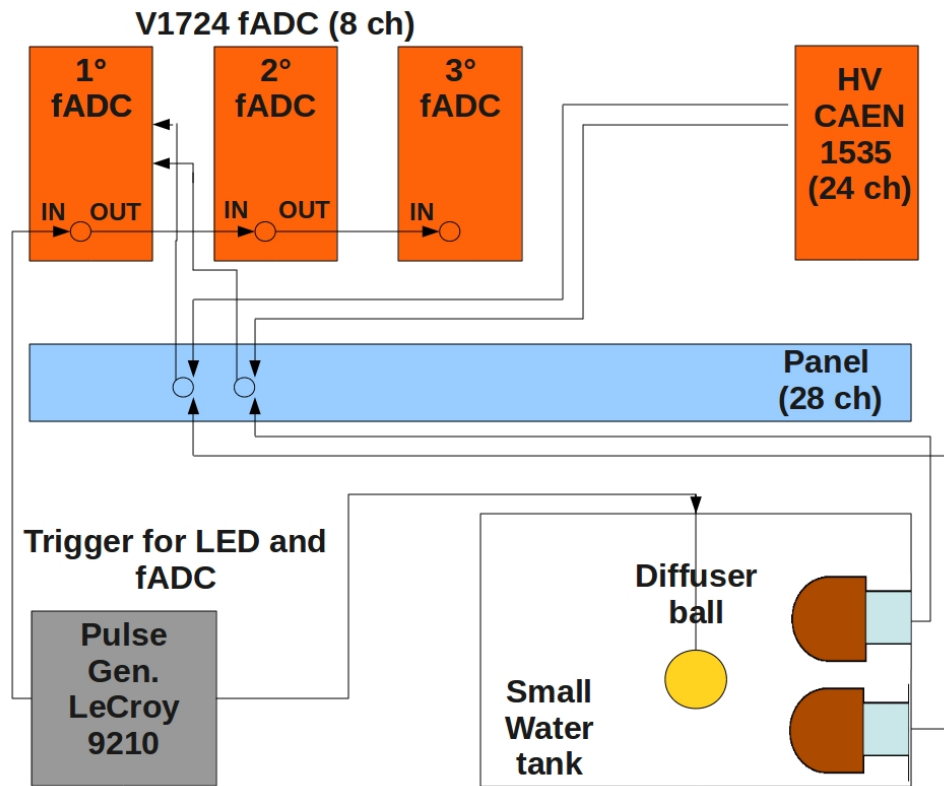 V1724 fADC (8 ch)
1°
fADC
2°
fADC
3°
fADC
HV
CAEN
1535
(24 ch)
IN OUT
IN OUT
IN
Panel
(28 ch)
Trigger for LED and
fADC
Pulse
Gen.
LeCroy
9210
Diffuser
ball
Small
Water
tank